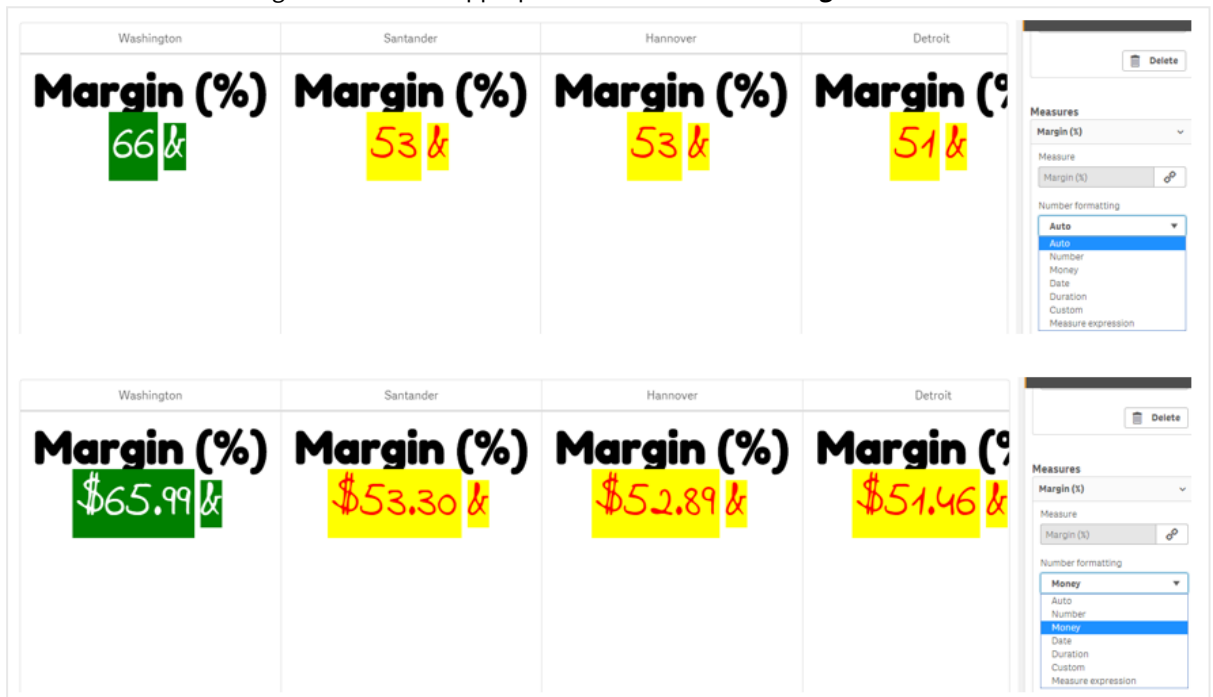 Washington Santander Hannover Detroit
Delete
Margin (%) Margin (%) Margin (%) Margin (%
66 & 53 & 53 & 51 &
Measures
Margin (%)
Measure
Margin (%)
Number formatting
Auto
Auto
Number
Money
Date
Duration
Custom
Measure expression
Washington Santander Hannover Detroit
Delete
Margin (%) Margin (%) Margin (%) Margin (%
$65.99 & $53.30 & $52.89 & $51.46 &
Measures
Margin (%)
Measure
Margin (%)
Number formatting
Money
Auto
Number
Money
Date
Duration
Custom
Measure expression